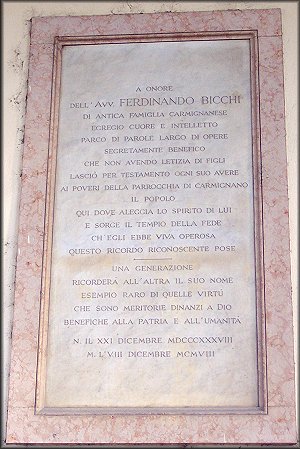 A ONORE
DELL'AVV. FERDINANDO BICCHI
DI ANTICA FAMIGLIA CARMIGNANESE
EGREGIO CUORE E INTELLETTO
PARCO DI PAROLE LARGO DI OPERE
SEGRETAMENTE BENEFICO
CHE NON AVENDO LETIZIA DI FIGLI
LASCIÒ PER TESTAMENTO OGNI SUO AVERE
AI POVERI DELLA PARROCCHIA DI CARMIGNANO
IL POPOLO
QUI DOVE ALEGGIA LO SPIRITO DI LUI
E SORGE IL TEMPIO DELLA FEDE
CH EGLI EBBE VIVA OPEROSA
QUESTO RICORDO RICONOSCENTE POSE
UNA GENERAZIONE
RICORDERÀ ALL'ALTRA IL SUO NOME
ESEMPIO RARO DI QUELLE VIRTÙ
CHE SONO MERITORIE DINANZI A DIO
BENEFICHE ALLA PATRIA E ALL'UMANITÀ
N. IL XXI DICEMBRE MDCCCXXXVIII
M. L'VIII DICEMBRE MCMVIII